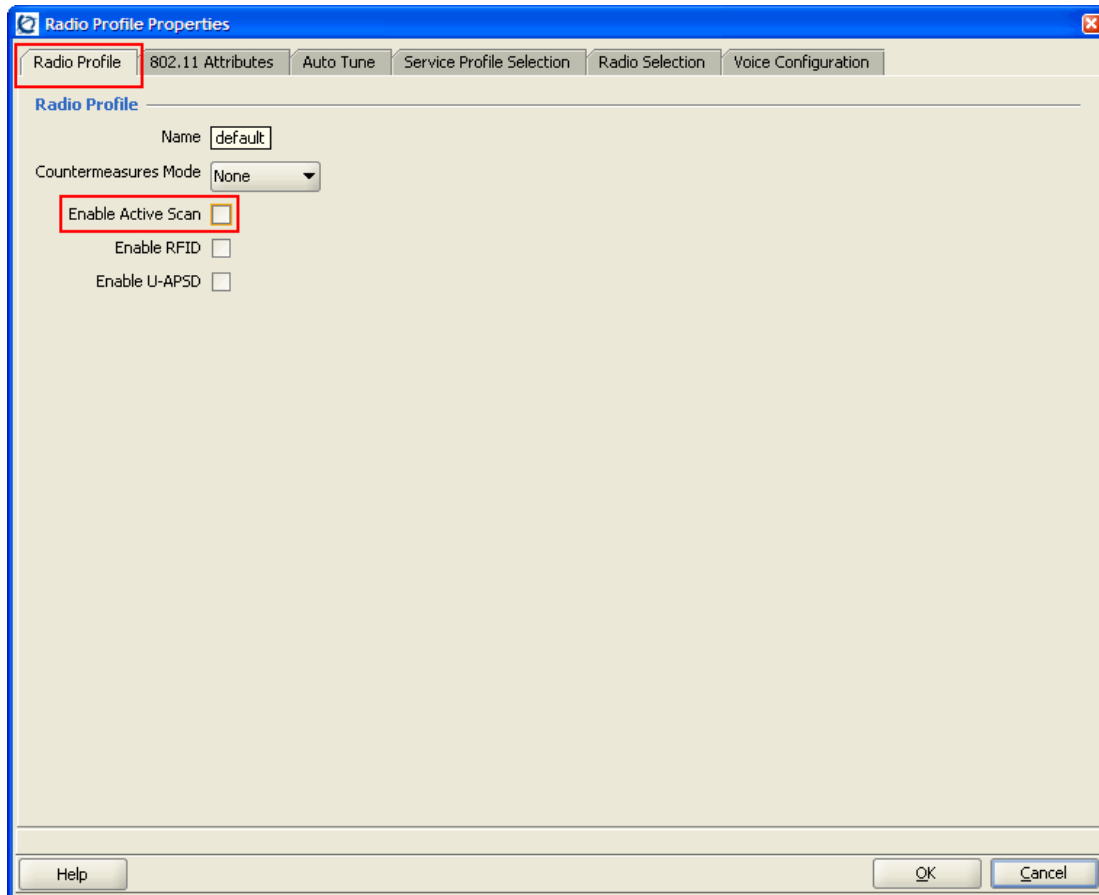 Radio Profile Properties
Radio Profile 802.11 Attributes Auto Tune Service Profile Selection Radio Selection Voice Configuration
Radio Profile
Name default
Countermeasures Mode None
Enable Active Scan
Enable RFID
Enable U-APSD
Help OK Cancel